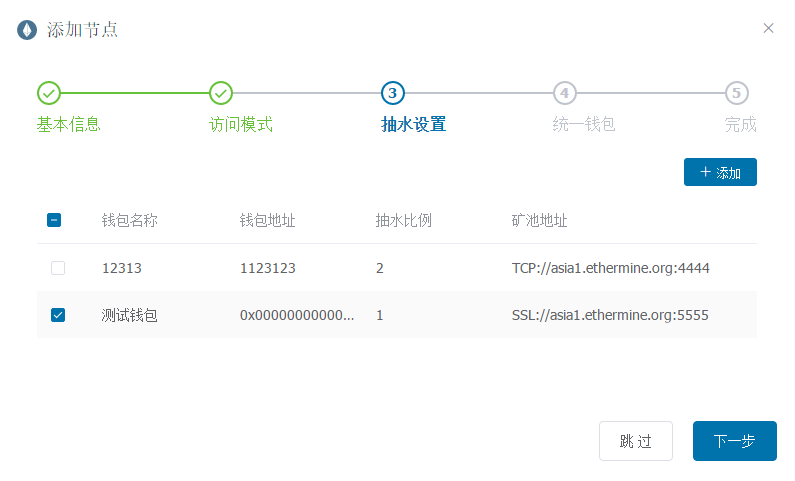 添加节点
3 4 5
基本信息 访问模式 抽水设置 统一钱包 完成
添加
钱包名称 钱包地址 抽水比例 矿池地址
12313 1123123 2 TCP://asia1.ethermine.org:4444
测试钱包 0x00000000000... 1 SSL://asia1.ethermine.org:5555
跳 过 下一步